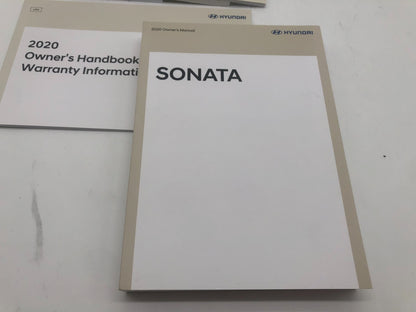 HYUNDAI
2020
Owner's Handbook
Warranty Informati
2020 Owner's Manual
HYUNDAI
SONATA